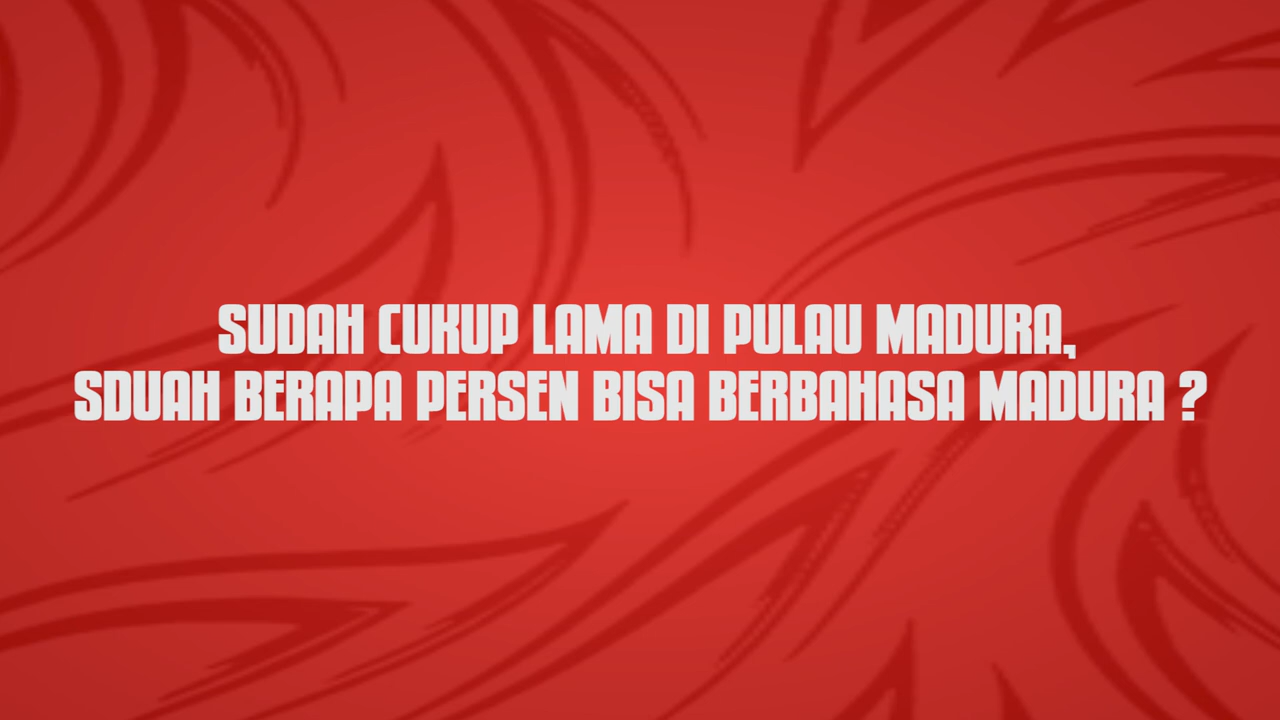 SUDAH CUKUP LAMA DI PULAU MADURA,
SDUAH BERAPA PERSEN BISA BERBAHASA MADURA ?